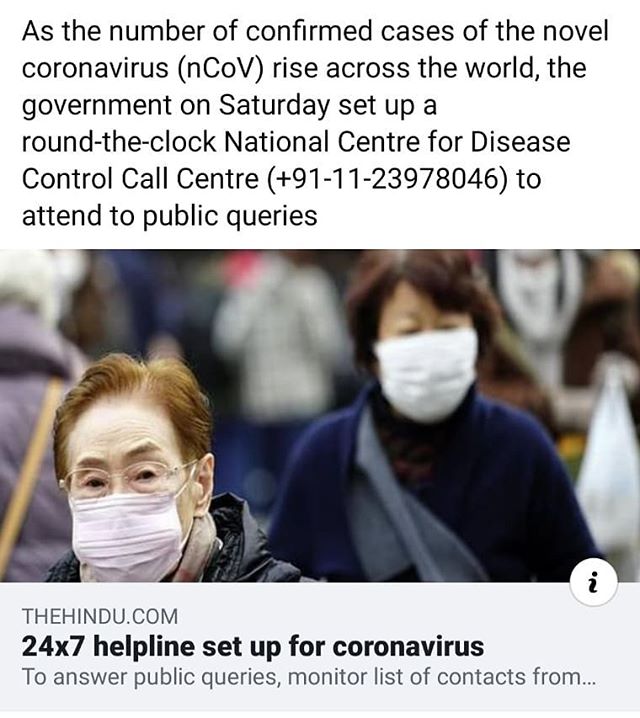 As the number of confirmed cases of the novel
coronavirus (nCoV) rise across the world, the
government on Saturday set up a
round-the-clock National Centre for Disease
Control Call Centre (+91-11-23978046) to
attend to public queries
i
THEHINDU.COM
24x7 helpline set up for coronavirus
To answer public queries, monitor list of contacts from...